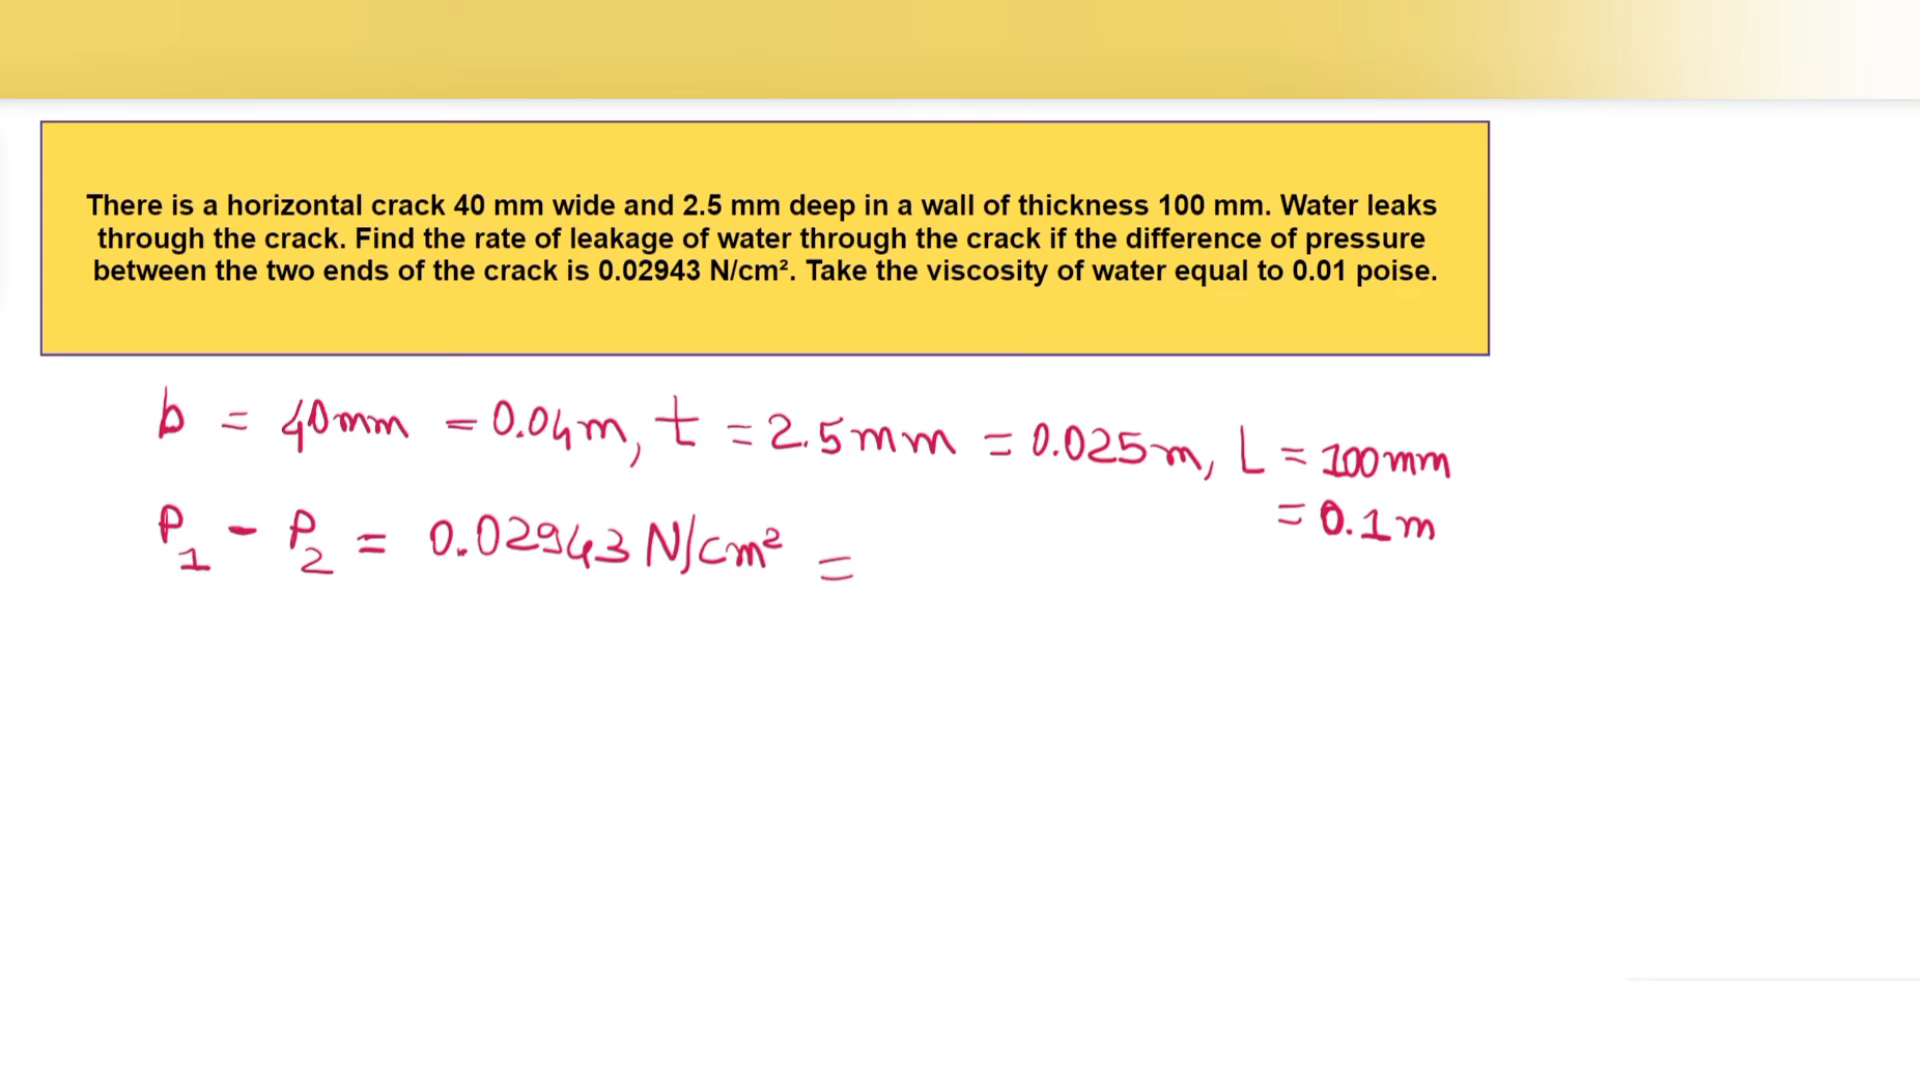 There is a horizontal crack 40 mm wide and 2.5 mm deep in a wall of thickness 100 mm. Water leaks
through the crack. Find the rate of leakage of water through the crack if the difference of pressure
between the two ends of the crack is 0.02943 N/cm². Take the viscosity of water equal to 0.01 poise.
b = 40mm = 0.04m, t = 2.5mm = 0.025m, L = 100mm
= 0.1m
P₁ - P₂ = 0.02943 N/cm² =